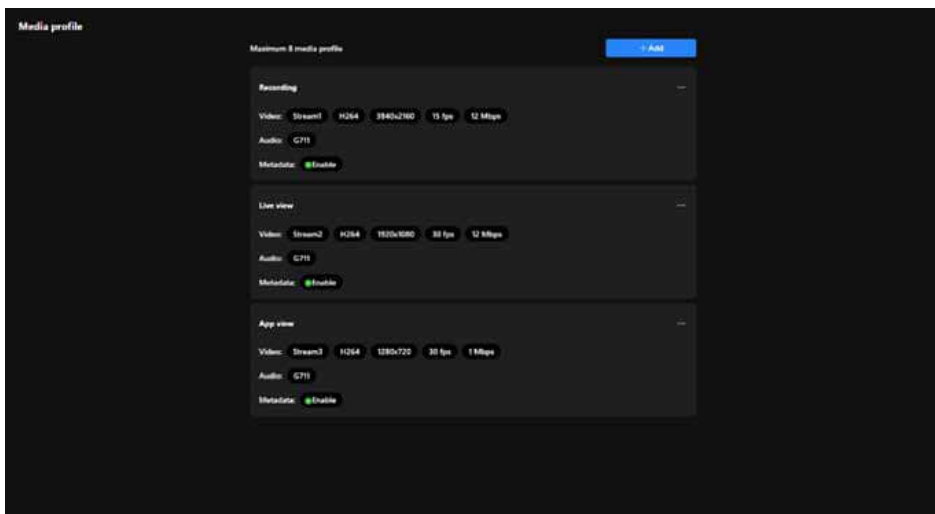 Media profile
Maximum 8 media profile
+ Add
Recording
Video: Stream1 H264 3840x2160 15 fps 12 Mbps
Audio: G711
Metadata: Enable
Live view
Video: Stream2 H264 1920x1080 30 fps 12 Mbps
Audio: G711
Metadata: Enable
App view
Video: Stream3 H264 1280x720 30 fps 1 Mbps
Audio: G711
Metadata: Enable